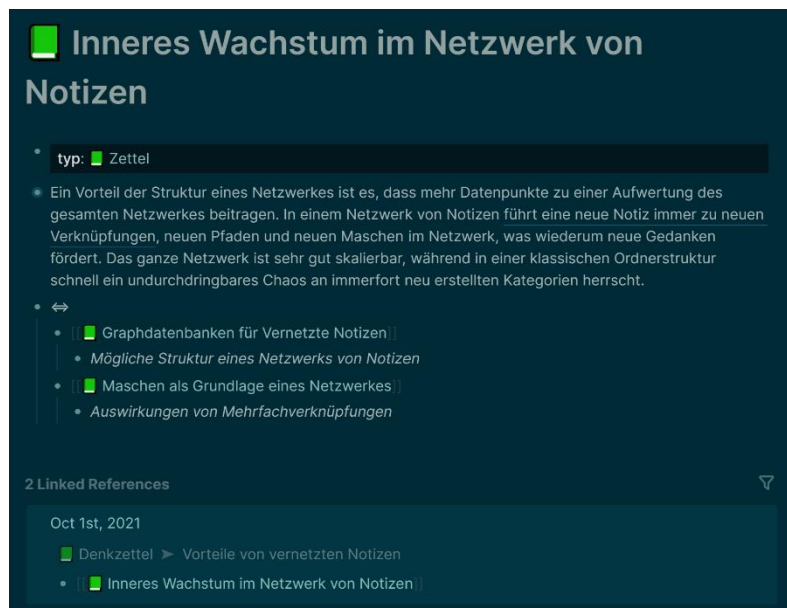 📗 Inneres Wachstum im Netzwerk von
Notizen
typ: 📗 Zettel
Ein Vorteil der Struktur eines Netzwerkes ist es, dass mehr Datenpunkte zu einer Aufwertung des
gesamten Netzwerkes beitragen. In einem Netzwerk von Notizen führt eine neue Notiz immer zu neuen
Verknüpfungen, neuen Pfaden und neuen Maschen im Netzwerk, was wiederum neue Gedanken
fördert. Das ganze Netzwerk ist sehr gut skalierbar, während in einer klassischen Ordnerstruktur
schnell ein undurchdringbares Chaos an immerfort neu erstellten Kategorien herrscht.
⇔
[[📗 Graphdatenbanken für Vernetzte Notizen]]
Mögliche Struktur eines Netzwerks von Notizen
[[📗 Maschen als Grundlage eines Netzwerkes]]
Auswirkungen von Mehrfachverknüpfungen
2 Linked References
Oct 1st, 2021
📗 Denkzettel ➤ Vorteile von vernetzten Notizen
[[📗 Inneres Wachstum im Netzwerk von Notizen]]